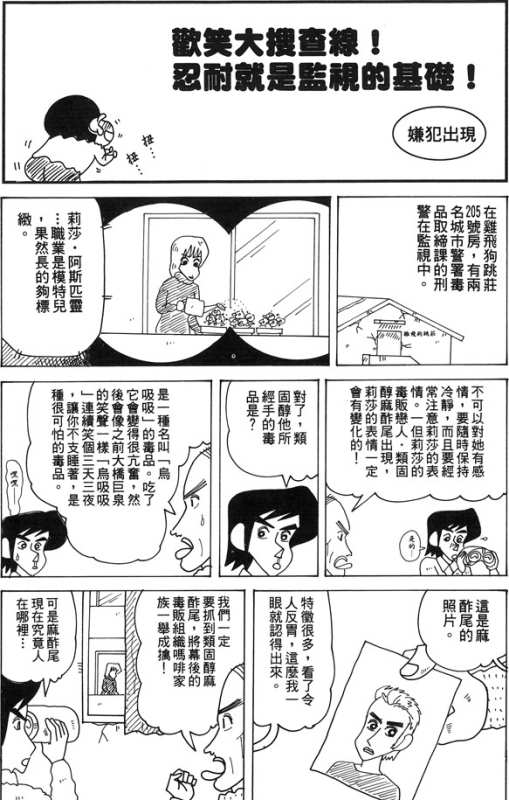 歡笑大搜查線！
忍耐就是監視的基礎！
嫌犯出現
扭…
扭…
在雞飛狗跳莊
205號房，有兩
名城市警署毒
品取締課的刑
警在監視中。
雞飛狗跳莊
莉莎．阿斯匹靈
…職業是模特兒
，果然長的夠標
緻。
不可以對她有感
情，要隨時保持
冷靜，而且要經
常注意莉莎的表
情。一但莉莎的
毒販戀人．類固
醇麻酢尾出現，
莉莎的表情一定
會有變化的！
是的
對了，類
固醇他所
經手的毒
品是？
是一種名叫「烏
吸吸」的毒品。吃了
它會變得很亢奮，然
後會像之前大橋巨泉
的笑聲一樣「烏吸吸
」連續笑個三天三夜
，讓你不支睡著，是
種很可怕的毒品。
這是麻
酢尾的
照片。
特徵很多，看了令
人反胃，這麼我一
眼就認得出來。
我們一定
要抓到類固醇麻
酢尾，將幕後的
毒販組織嗎啡家
族一舉成擒！
可是麻酢尾
現在究竟人
在哪裡…